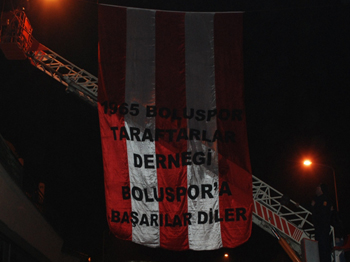 1965 BOLUSPOR
TARAFTARLAR
DERNEĞİ
BOLUSPOR'A
BAŞARILAR DİLER